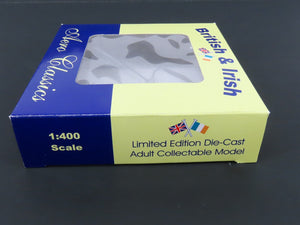 Aero Classics
British & Irish
1:400
Scale
Limited Edition Die-Cast
Adult Collectable Model